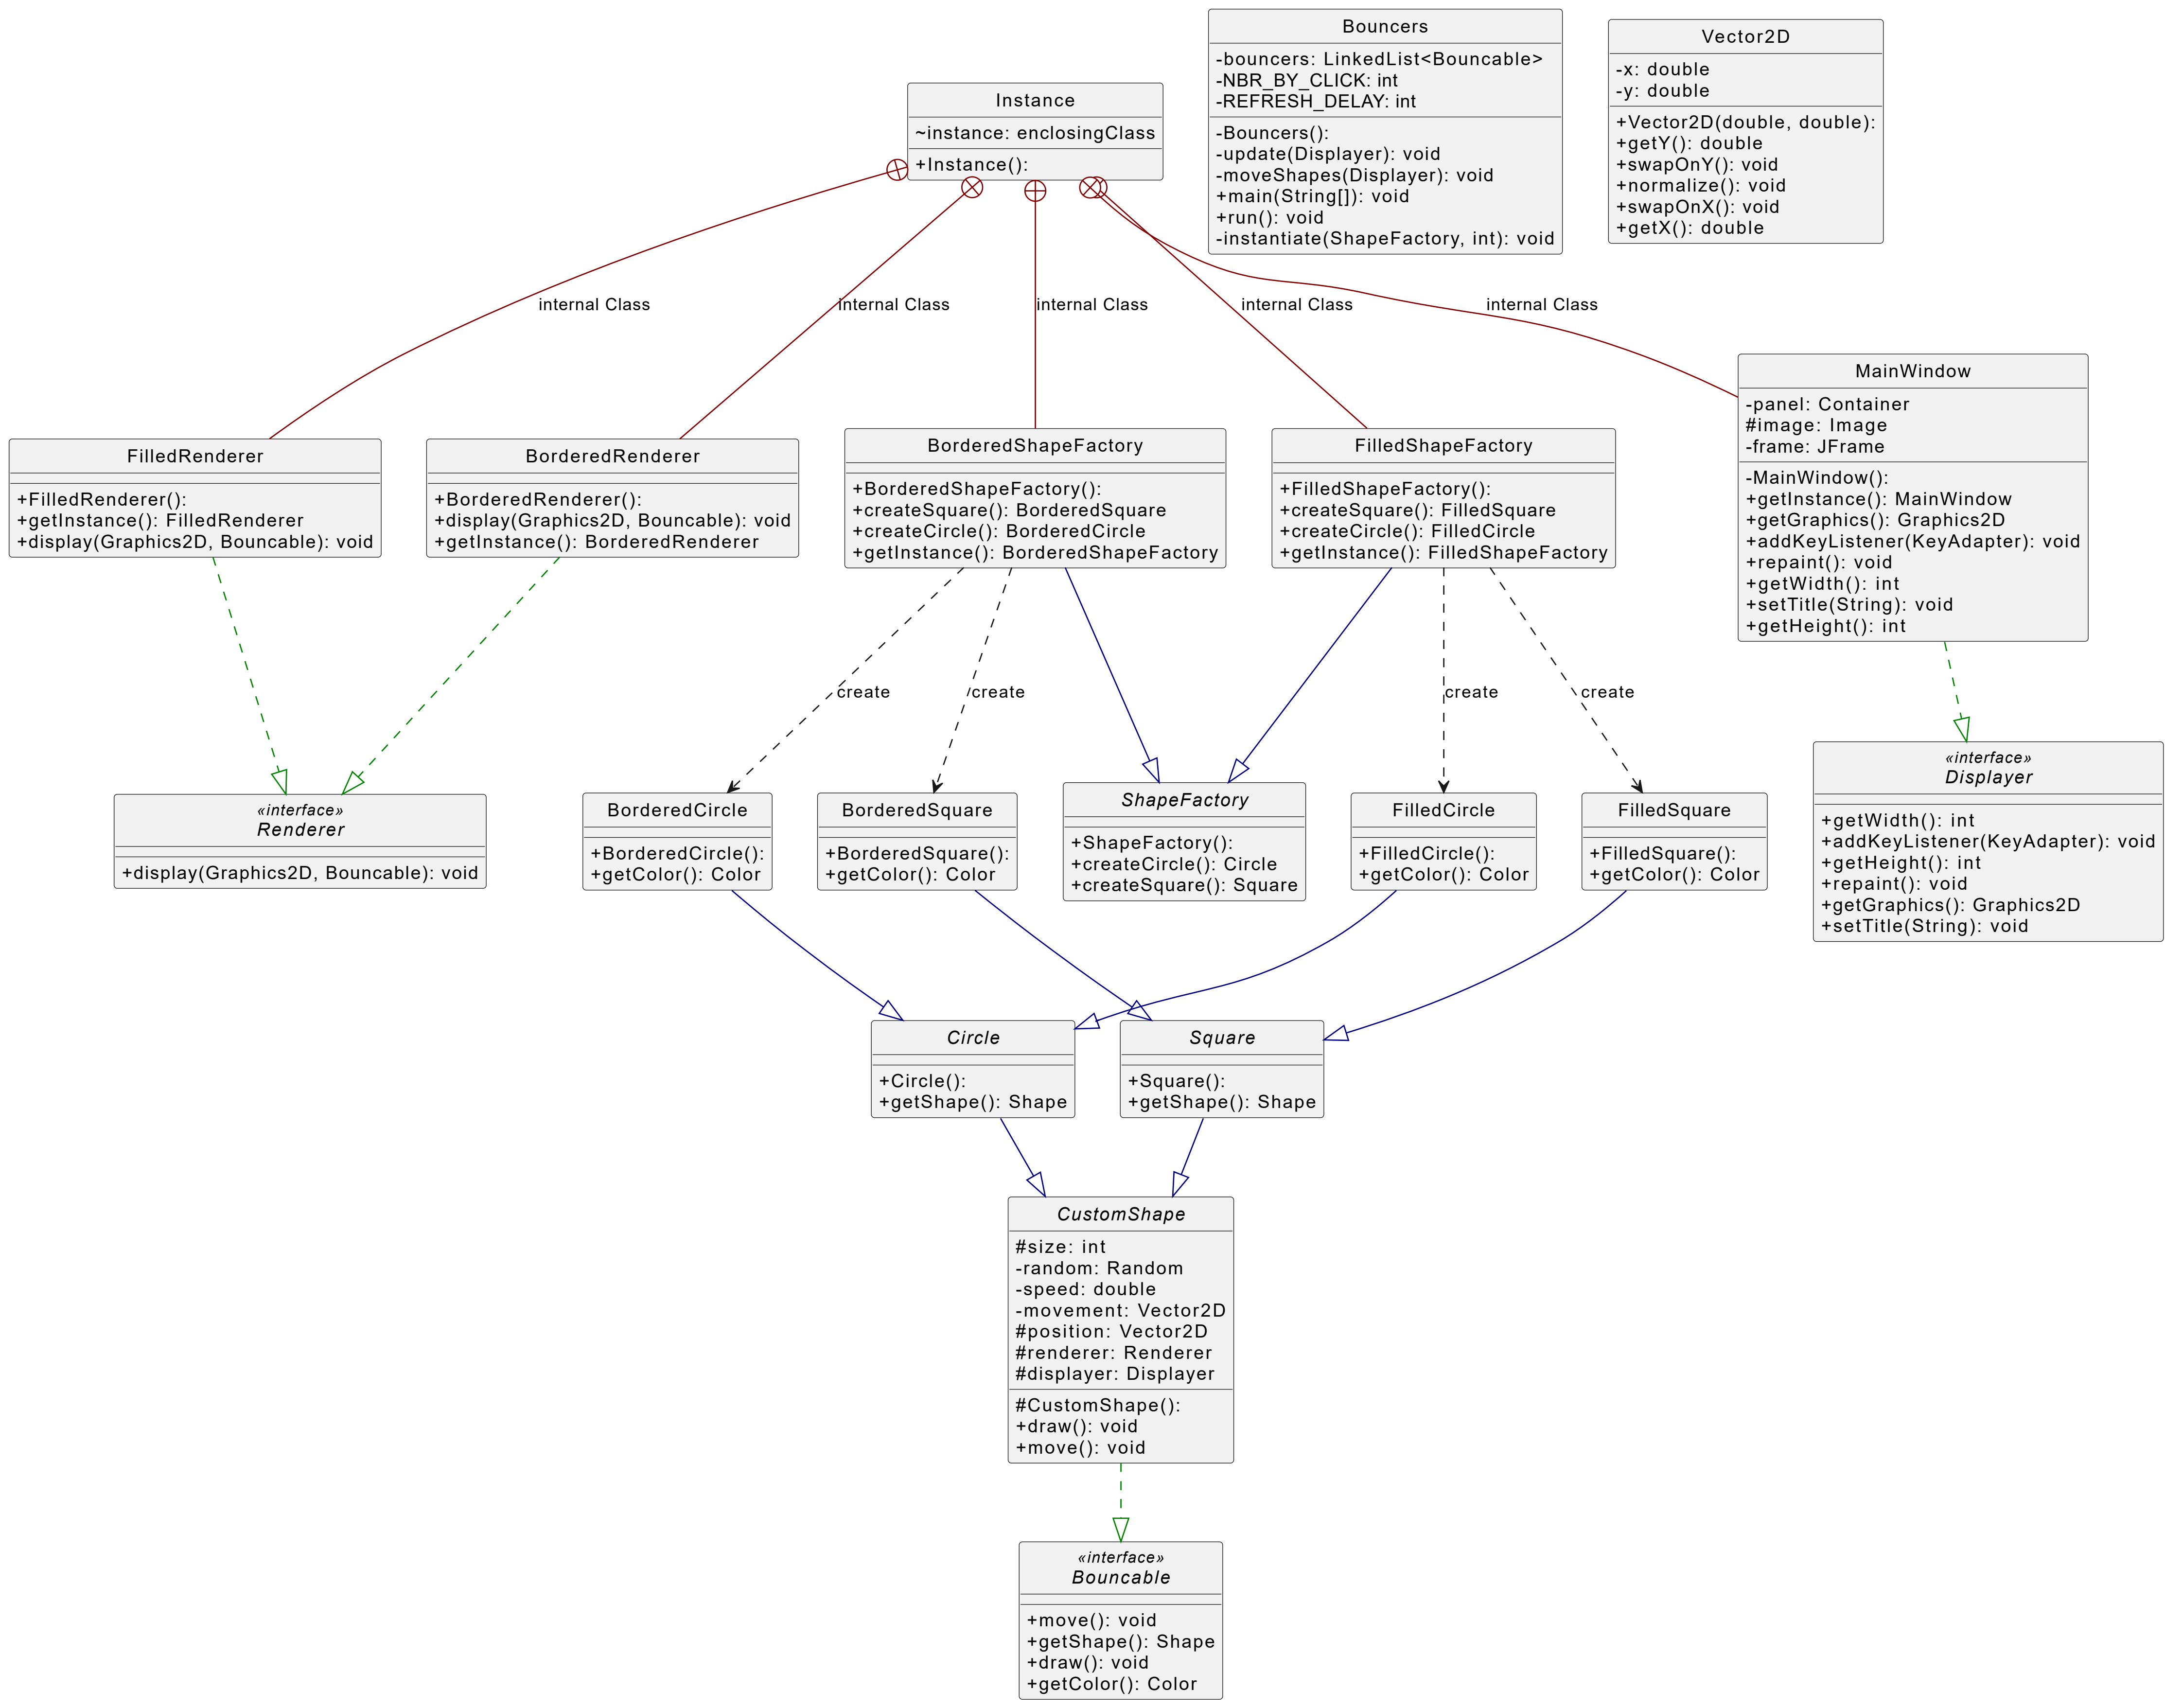 Bouncers
-bouncers: LinkedList<Bouncable>
-NBR_BY_CLICK: int
-REFRESH_DELAY: int
-Bouncers():
-update(Displayer): void
-moveShapes(Displayer): void
+main(String[]): void
+run(): void
-instantiate(ShapeFactory, int): void
Vector2D
-x: double
-y: double
+Vector2D(double, double):
+getY(): double
+swapOnY(): void
+normalize(): void
+swapOnX(): void
+getX(): double
Instance
~instance: enclosingClass
+Instance():
internal Class
internal Class
internal Class
internal Class
internal Class
FilledRenderer
+FilledRenderer():
+getInstance(): FilledRenderer
+display(Graphics2D, Bouncable): void
BorderedRenderer
+BorderedRenderer():
+display(Graphics2D, Bouncable): void
+getInstance(): BorderedRenderer
BorderedShapeFactory
+BorderedShapeFactory():
+createSquare(): BorderedSquare
+createCircle(): BorderedCircle
+getInstance(): BorderedShapeFactory
FilledShapeFactory
+FilledShapeFactory():
+createSquare(): FilledSquare
+createCircle(): FilledCircle
+getInstance(): FilledShapeFactory
MainWindow
-panel: Container
#image: Image
-frame: JFrame
-MainWindow():
+getInstance(): MainWindow
+getGraphics(): Graphics2D
+addKeyListener(KeyAdapter): void
+repaint(): void
+getWidth(): int
+setTitle(String): void
+getHeight(): int
create
create
create
create
«interface»
Renderer
+display(Graphics2D, Bouncable): void
BorderedCircle
+BorderedCircle():
+getColor(): Color
BorderedSquare
+BorderedSquare():
+getColor(): Color
ShapeFactory
+ShapeFactory():
+createCircle(): Circle
+createSquare(): Square
FilledCircle
+FilledCircle():
+getColor(): Color
FilledSquare
+FilledSquare():
+getColor(): Color
«interface»
Displayer
+getWidth(): int
+addKeyListener(KeyAdapter): void
+getHeight(): int
+repaint(): void
+getGraphics(): Graphics2D
+setTitle(String): void
Circle
+Circle():
+getShape(): Shape
Square
+Square():
+getShape(): Shape
CustomShape
#size: int
-random: Random
-speed: double
-movement: Vector2D
#position: Vector2D
#renderer: Renderer
#displayer: Displayer
#CustomShape():
+draw(): void
+move(): void
«interface»
Bouncable
+move(): void
+getShape(): Shape
+draw(): void
+getColor(): Color